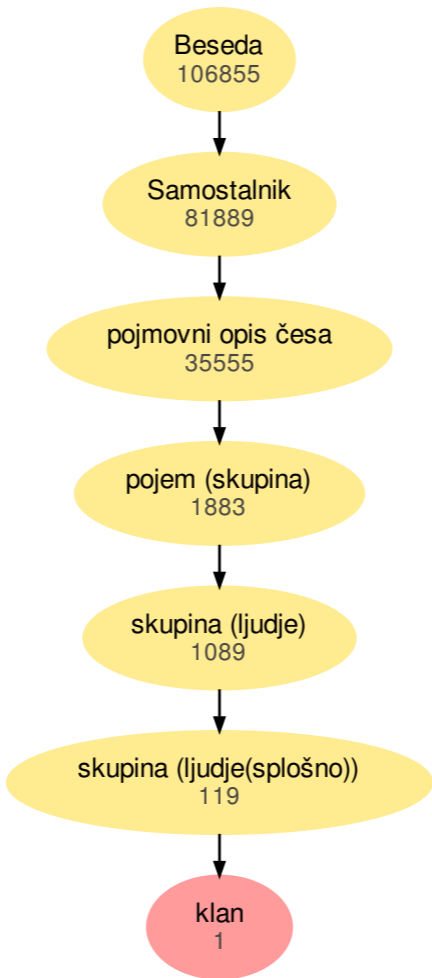 Beseda
106855
Samostalnik
81889
pojmovni opis česa
35555
pojem (skupina)
1883
skupina (ljudje)
1089
skupina (ljudje(splošno))
119
klan
1